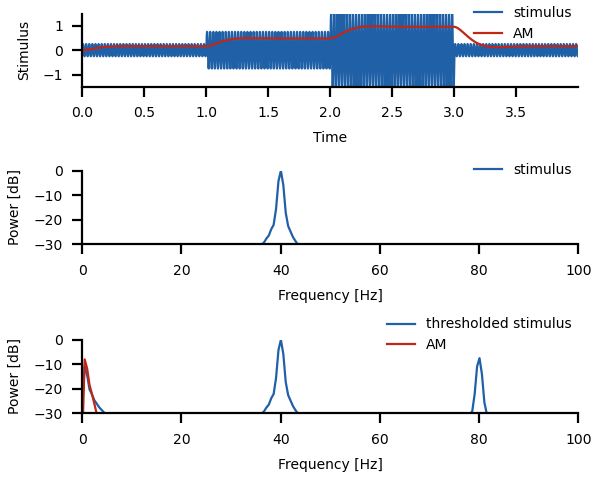 stimulus
AM
Stimulus
1
0
−1
0.0 0.5 1.0 1.5 2.0 2.5 3.0 3.5
Time
stimulus
Power [dB]
0
−10
−20
−30
0 20 40 60 80 100
Frequency [Hz]
thresholded stimulus
AM
Power [dB]
0
−10
−20
−30
0 20 40 60 80 100
Frequency [Hz]